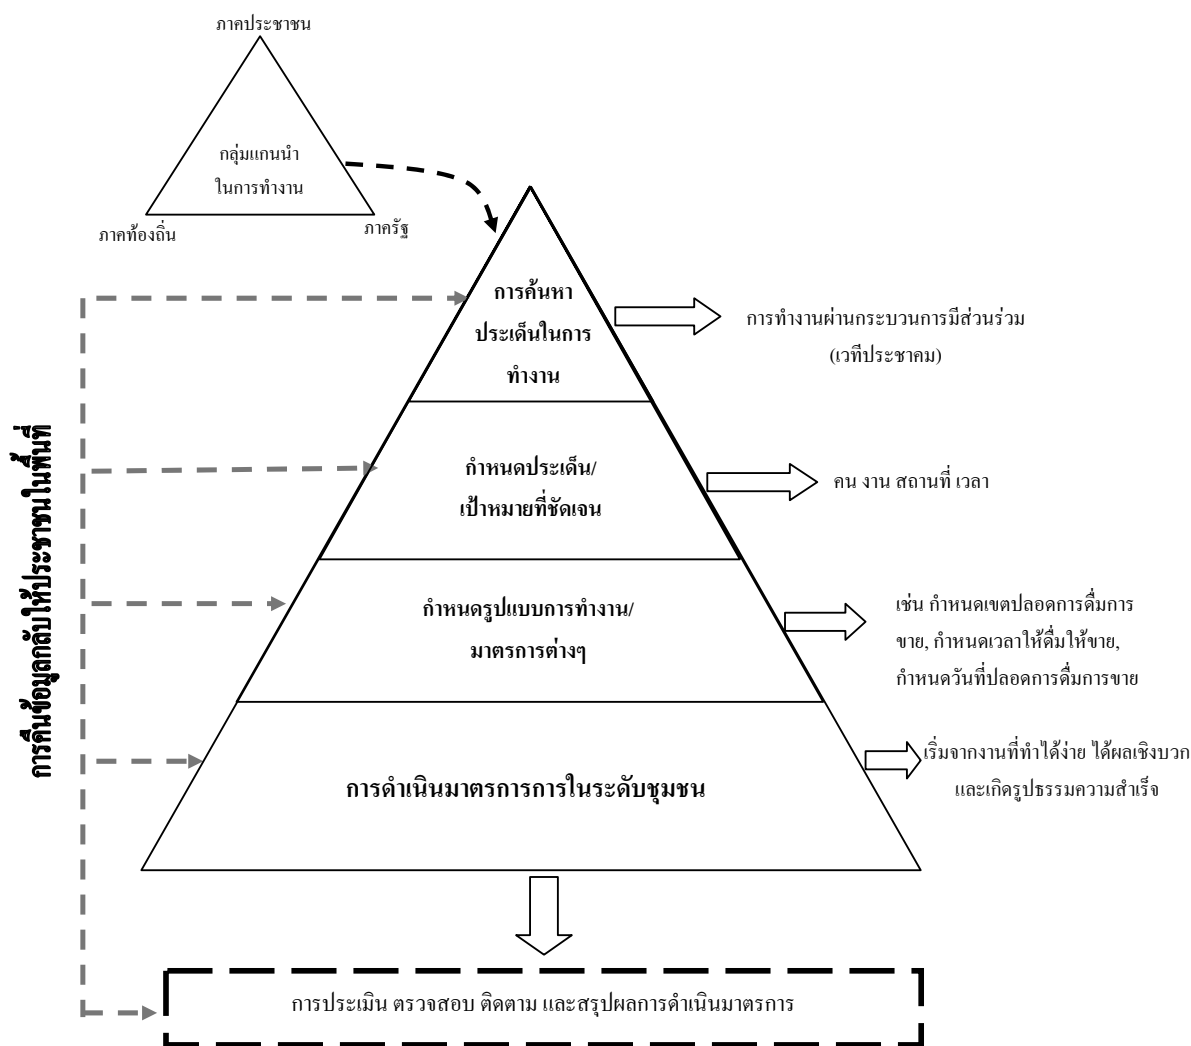 ภาคประชาชน
กลุ่มแกนนำ
ในการทำงาน
ภาคท้องถิ่น
ภาครัฐ
การค้นหา
ประเด็นในการ
ทำงาน
การทำงานผ่านกระบวนการมีส่วนร่วม
(เวทีประชาคม)
กำหนดประเด็น/
เป้าหมายที่ชัดเจน
คน งาน สถานที่ เวลา
กำหนดรูปแบบการทำงาน/
มาตรการต่างๆ
เช่น กำหนดเขตปลอดการดื่มการ
ขาย, กำหนดเวลาให้ดื่มให้ขาย,
กำหนดวันที่ปลอดการดื่มการขาย
การดำเนินมาตรการการในระดับชุมชน
เริ่มจากงานที่ทำได้ง่าย ได้ผลเชิงบวก
และเกิดรูปธรรมความสำเร็จ
การประเมิน ตรวจสอบ ติดตาม และสรุปผลการดำเนินมาตรการ
การคืนข้อมูลกลับให้ประชาชนในพื้นที่